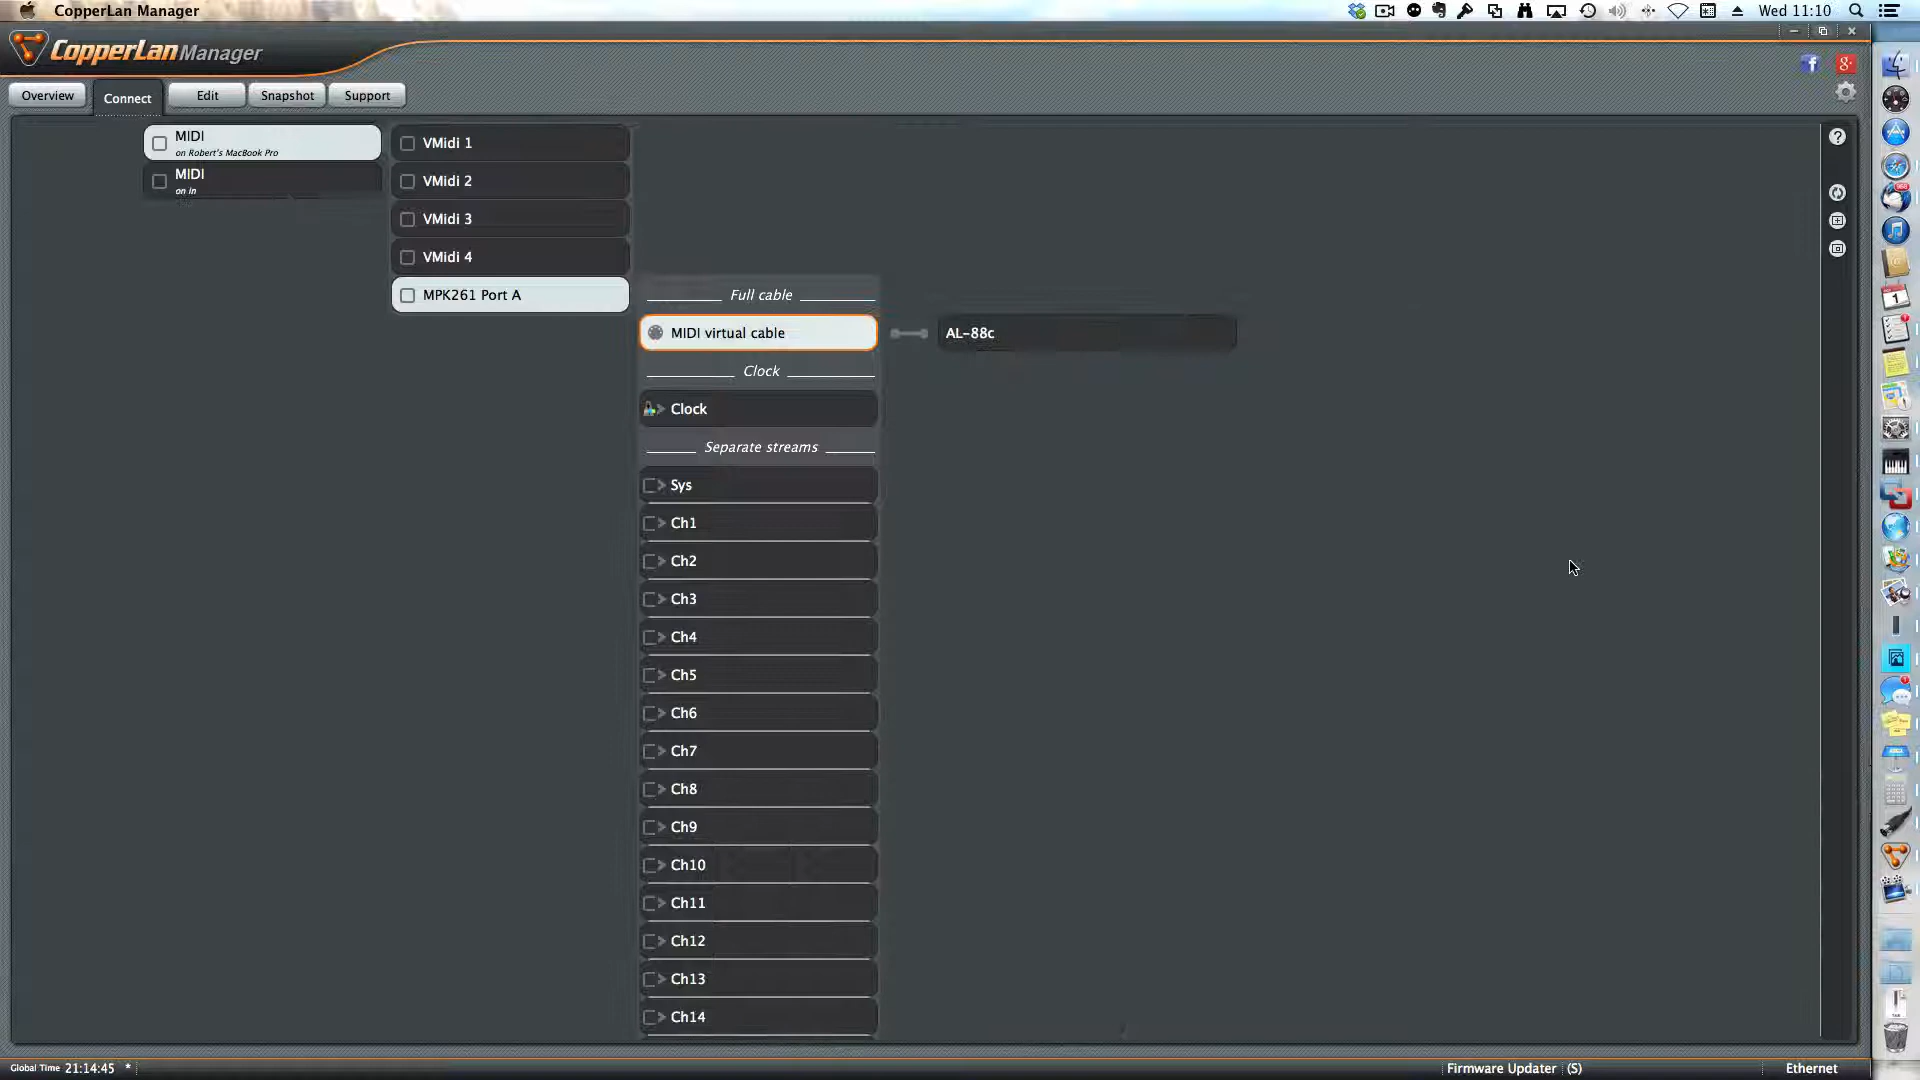 CopperLan Manager
Wed 11:10
CopperLan Manager
Overview
Connect
Edit
Snapshot
Support
MIDI
on Robert's MacBook Pro
MIDI
on in
VMidi 1
VMidi 2
VMidi 3
VMidi 4
MPK261 Port A
Full cable
MIDI virtual cable
AL-88c
Clock
Clock
Separate streams
Sys
Ch1
Ch2
Ch3
Ch4
Ch5
Ch6
Ch7
Ch8
Ch9
Ch10
Ch11
Ch12
Ch13
Ch14
Global Time 21:14:45 *
Firmware Updater (S)
Ethernet